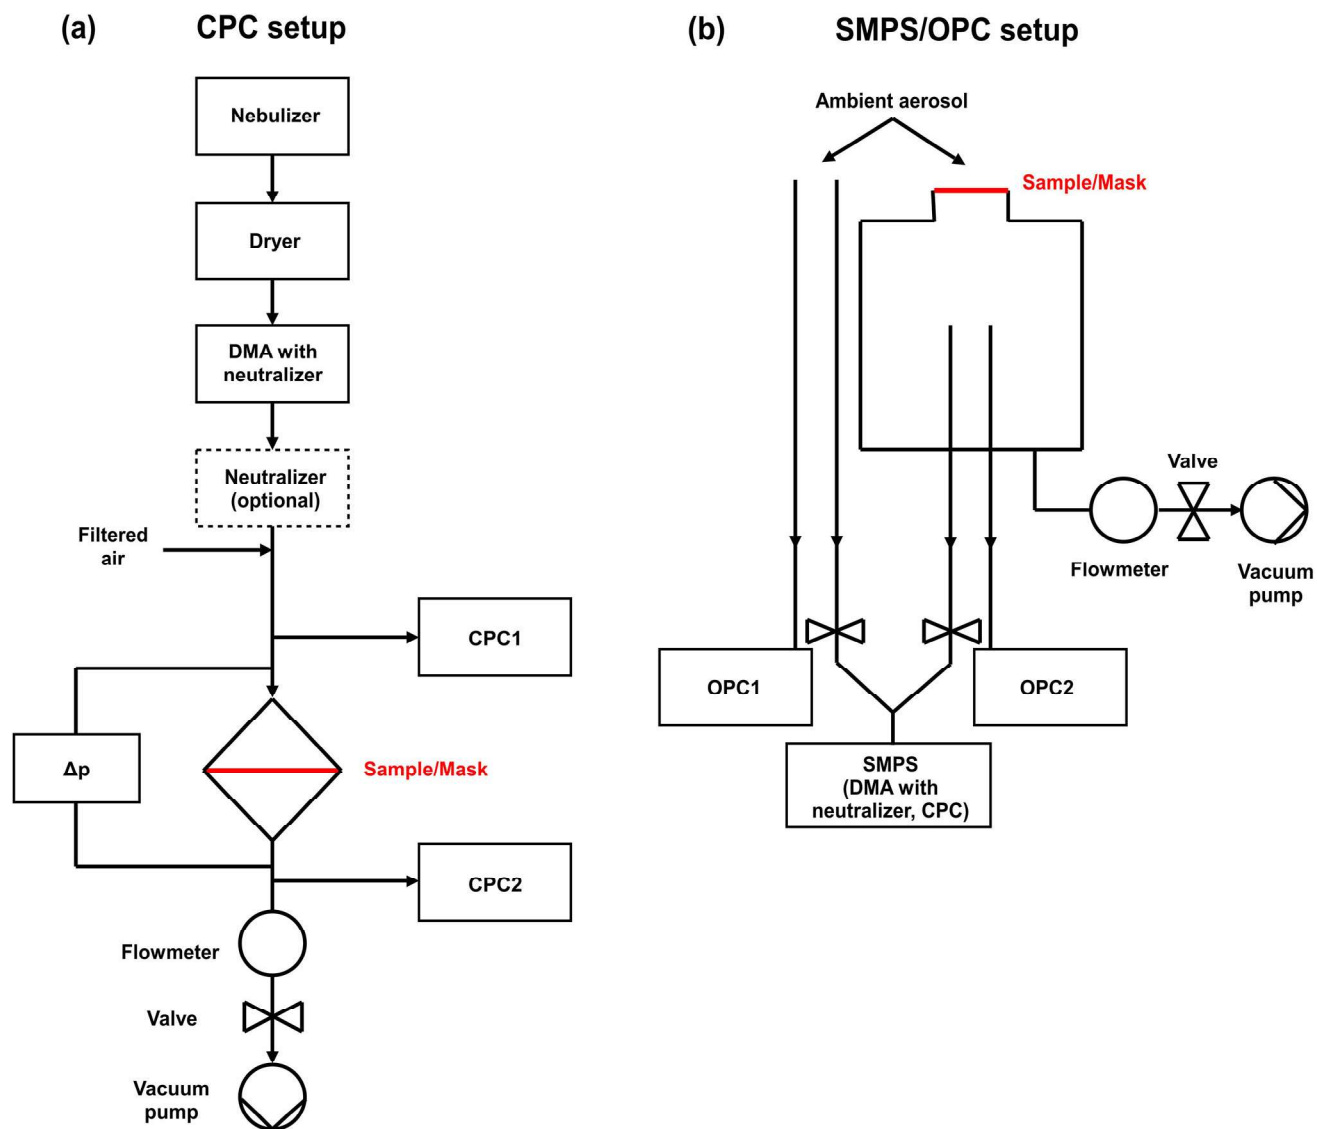 (a) CPC setup
Nebulizer
Dryer
DMA with
neutralizer
Neutralizer
(optional)
Filtered
air
CPC1
Δp
Sample/Mask
CPC2
Flowmeter
Valve
Vacuum
pump
(b) SMPS/OPC setup
Ambient aerosol
Sample/Mask
Valve
Flowmeter
Vacuum
pump
OPC1
OPC2
SMPS
(DMA with
neutralizer, CPC)